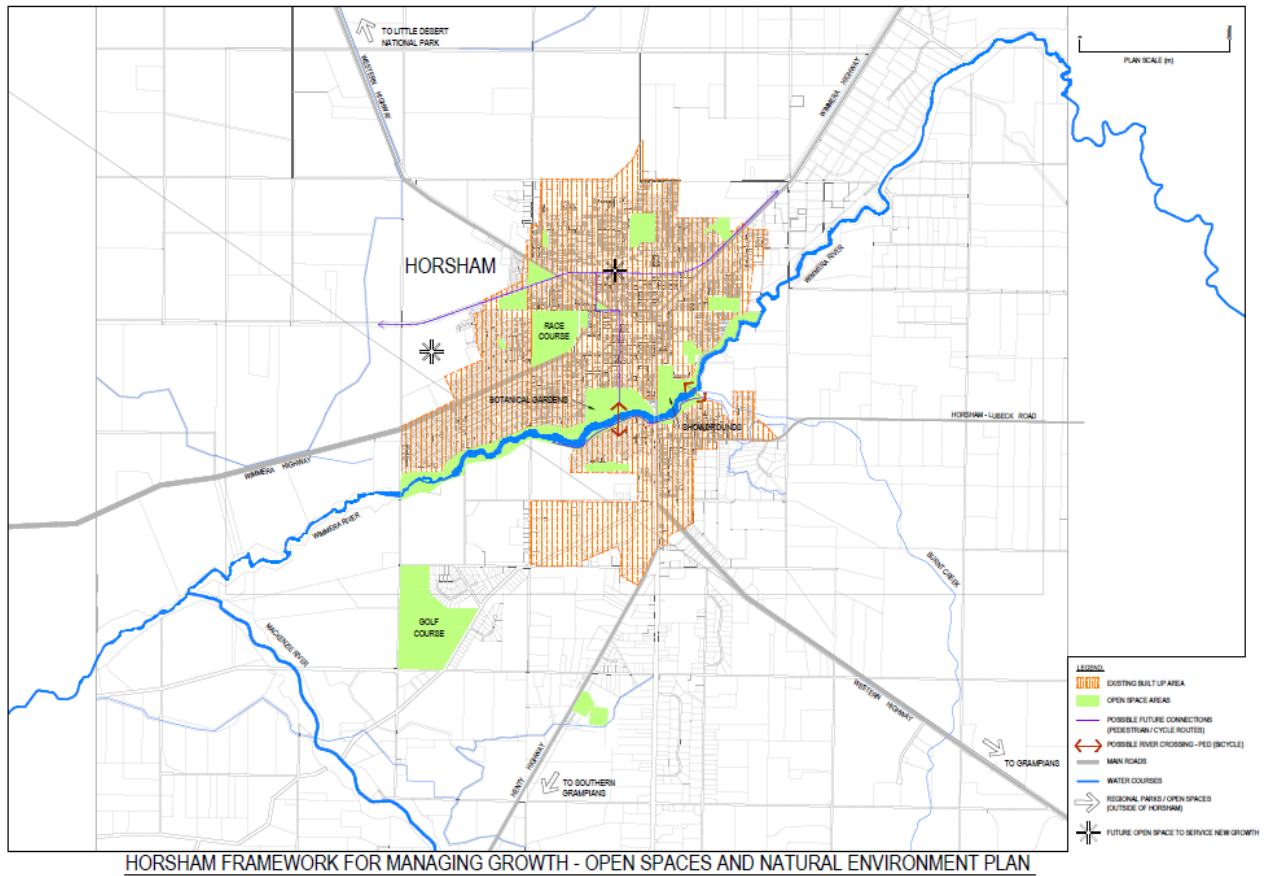 TO LITTLE DESERT
NATIONAL PARK
WESTERN HIGHWAY
WIMMERA HIGHWAY
PLAN SCALE (m)
HORSHAM
WIMMERA RIVER
RACE
COURSE
BOTANICAL GARDENS
SHOWGROUNDS
HORSHAM - LUBECK ROAD
WIMMERA HIGHWAY
WIMMERA RIVER
BURNT CREEK
GOLF
COURSE
MACKENZIE RIVER
WESTERN HIGHWAY
HENTY HIGHWAY
TO SOUTHERN
GRAMPIANS
TO GRAMPIANS
LEGEND:
EXISTING BUILT UP AREA
OPEN SPACE AREAS
POSSIBLE FUTURE CONNECTIONS
(PEDESTRIAN / CYCLE ROUTES)
POSSIBLE RIVER CROSSING - PED (BICYCLE)
MAIN ROADS
WATER COURSES
REGIONAL PARKS / OPEN SPACES
(OUTSIDE OF HORSHAM)
FUTURE OPEN SPACE TO SERVICE NEW GROWTH
HORSHAM FRAMEWORK FOR MANAGING GROWTH - OPEN SPACES AND NATURAL ENVIRONMENT PLAN